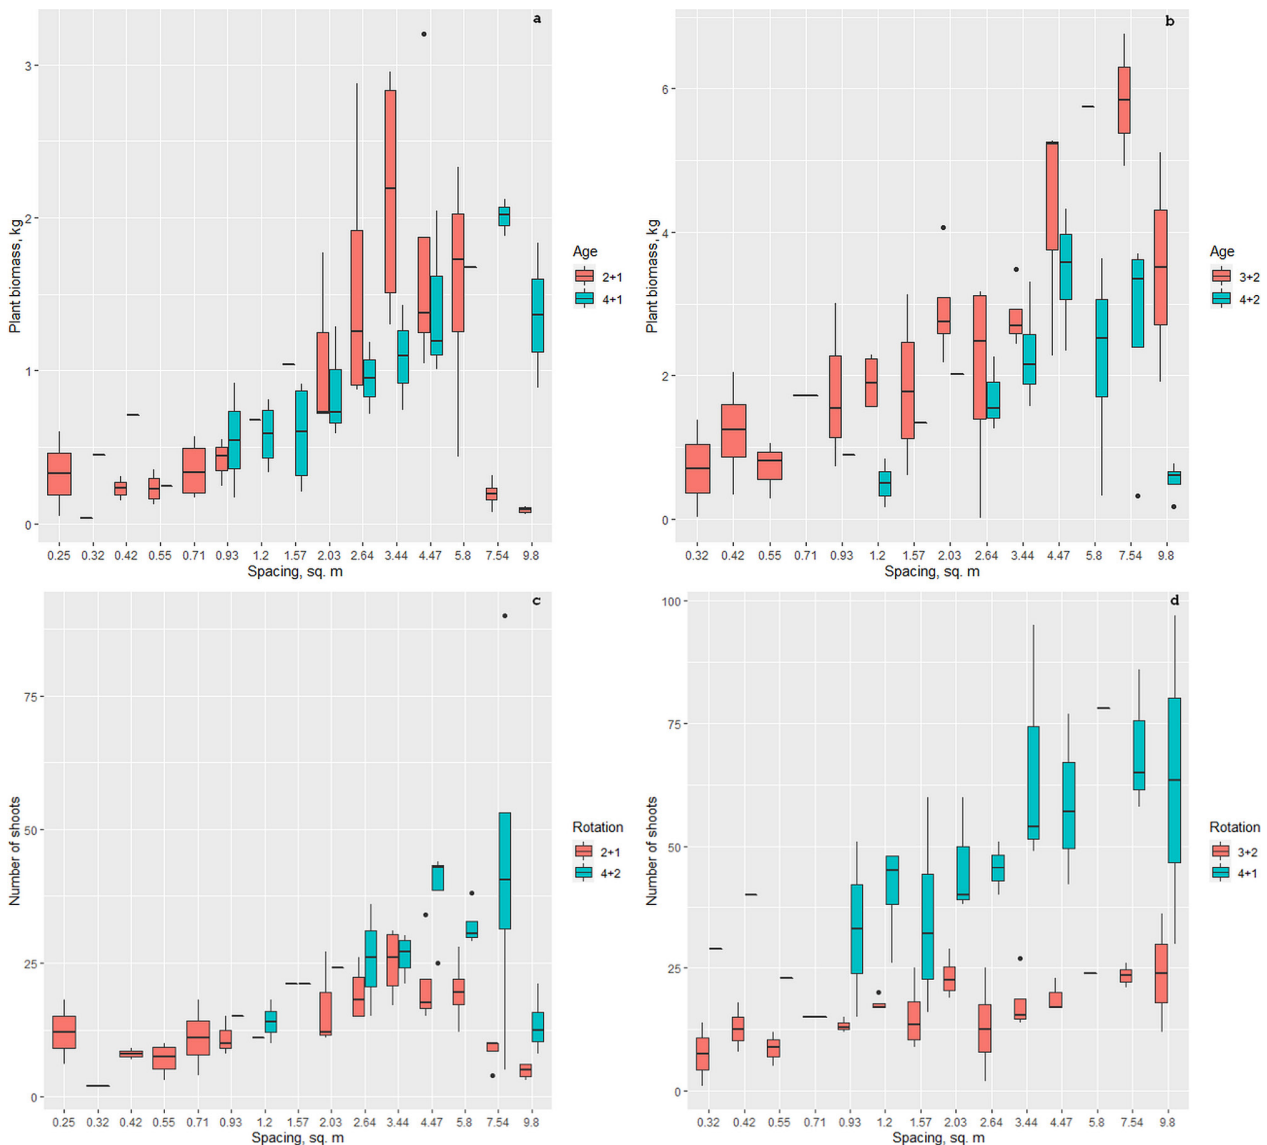 a
3
2
1
0
Plant biomass, kg
0.25 0.32 0.42 0.55 0.71 0.93 1.2 1.57 2.03 2.64 3.44 4.47 5.8 7.54 9.8
Spacing, sq. m
Age
2+1
4+1
b
6
4
2
0
Plant biomass, kg
0.32 0.42 0.55 0.71 0.93 1.2 1.57 2.03 2.64 3.44 4.47 5.8 7.54 9.8
Spacing, sq. m
Age
3+2
4+2
c
75
50
25
0
Number of shoots
0.25 0.32 0.42 0.55 0.71 0.93 1.2 1.57 2.03 2.64 3.44 4.47 5.8 7.54 9.8
Spacing, sq. m
Rotation
2+1
4+2
d
100
75
50
25
0
Number of shoots
0.32 0.42 0.55 0.71 0.93 1.2 1.57 2.03 2.64 3.44 4.47 5.8 7.54 9.8
Spacing, sq. m
Rotation
3+2
4+1